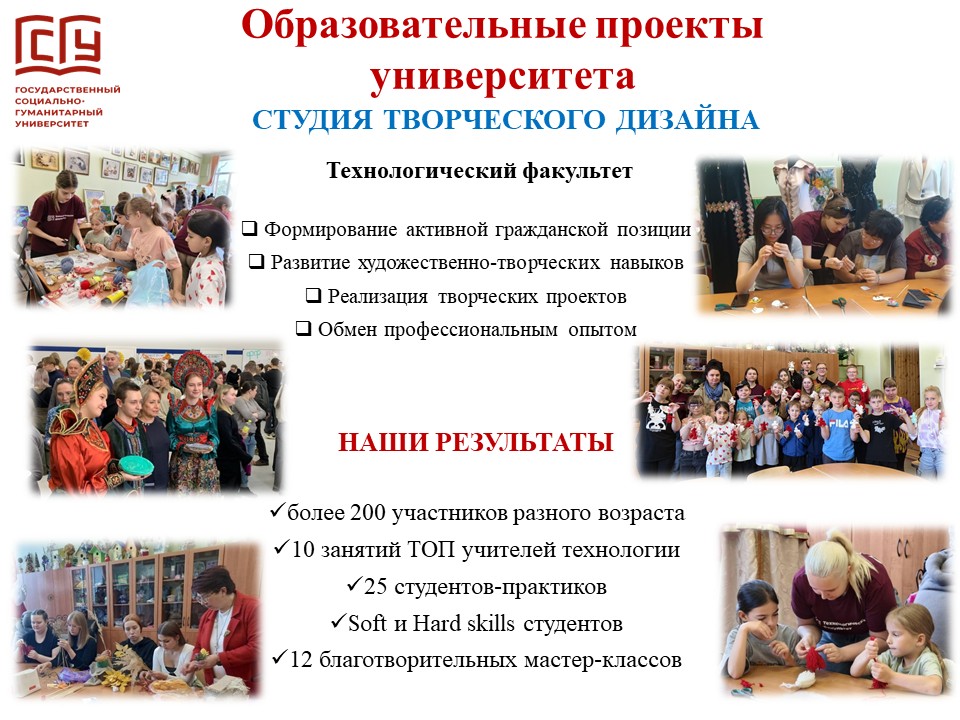 ГСГУ
ГОСУДАРСТВЕННЫЙ
СОЦИАЛЬНО-
ГУМАНИТАРНЫЙ
УНИВЕРСИТЕТ
Образовательные проекты
университета
СТУДИЯ ТВОРЧЕСКОГО ДИЗАЙНА
Технологический факультет
Формирование активной гражданской позиции
Развитие художественно-творческих навыков
Реализация творческих проектов
Обмен профессиональным опытом
НАШИ РЕЗУЛЬТАТЫ
более 200 участников разного возраста
10 занятий ТОП учителей технологии
25 студентов-практиков
Soft и Hard skills студентов
12 благотворительных мастер-классов
FILA